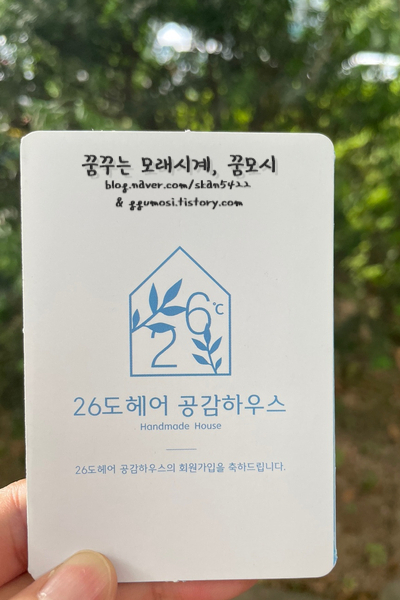 꿈꾸는 모래시계, 꿈모시
blog.naver.com/skan5422
& ggumosi.tistory.com
26℃
26도헤어 공감하우스
Handmade House
26도헤어 공감하우스의 회원가입을 축하드립니다.